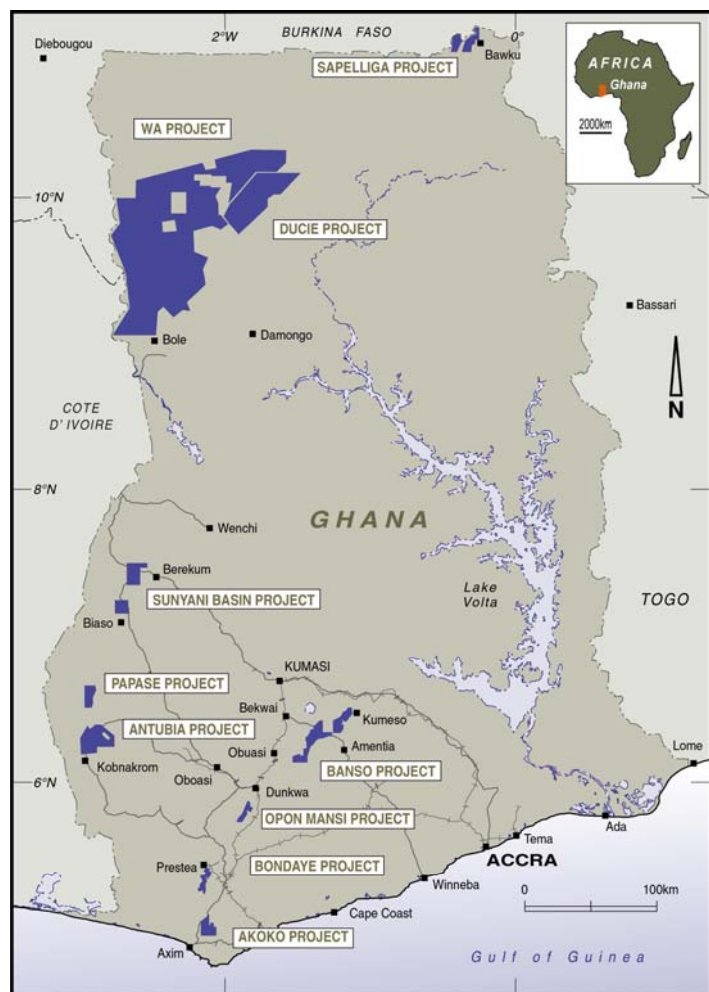 2°W
BURKINA FASO
0°
Diebougou
Bawku
SAPELLIGA PROJECT
AFRICA
Ghana
2000km
WA PROJECT
10°N
DUCIE PROJECT
Bassari
Bole
Damongo
N
COTE
D' IVOIRE
8°N
GHANA
Wenchi
Berekum
SUNYANI BASIN PROJECT
Lake
Volta
TOGO
Biaso
KUMASI
PAPASE PROJECT
Bekwai
Kumeso
ANTUBIA PROJECT
Obuasi
Amentia
Lome
Kobnakrom
Oboasi
BANSO PROJECT
6°N
Dunkwa
OPON MANSI PROJECT
Ada
Tema
Prestea
BONDAYE PROJECT
ACCRA
Winneba
0
100km
Cape Coast
AKOKO PROJECT
Axim
Gulf of Guinea